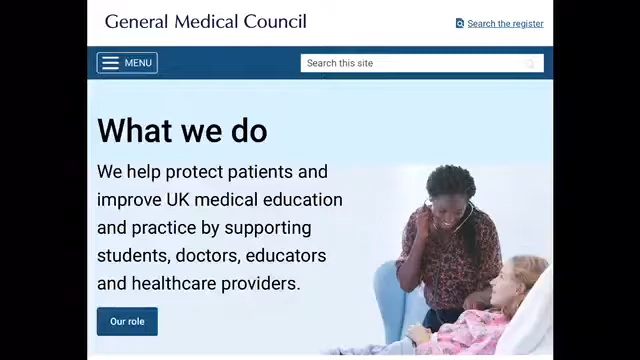 General Medical Council
Search the register
MENU
Search this site
What we do
We help protect patients and
improve UK medical education
and practice by supporting
students, doctors, educators
and healthcare providers.
Our role